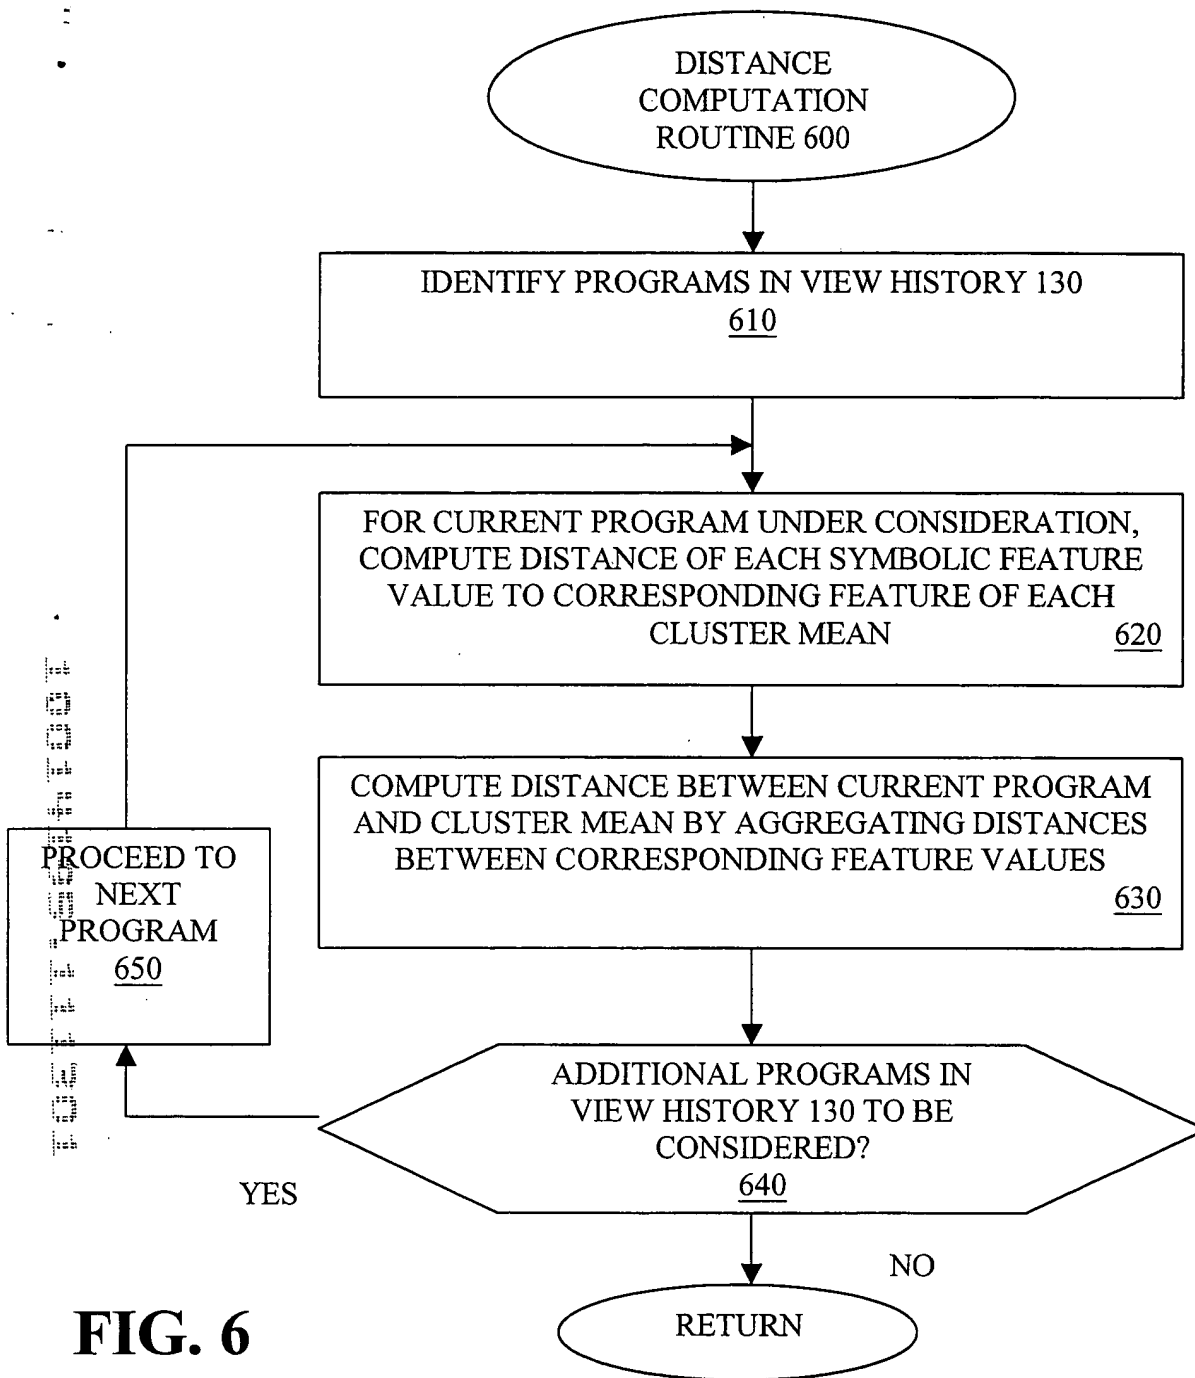 DISTANCE
COMPUTATION
ROUTINE 600
IDENTIFY PROGRAMS IN VIEW HISTORY 130
610
FOR CURRENT PROGRAM UNDER CONSIDERATION,
COMPUTE DISTANCE OF EACH SYMBOLIC FEATURE
VALUE TO CORRESPONDING FEATURE OF EACH
CLUSTER MEAN 620
COMPUTE DISTANCE BETWEEN CURRENT PROGRAM
AND CLUSTER MEAN BY AGGREGATING DISTANCES
BETWEEN CORRESPONDING FEATURE VALUES
630
PROCEED TO
NEXT
PROGRAM
650
ADDITIONAL PROGRAMS IN
VIEW HISTORY 130 TO BE
CONSIDERED?
640
YES
NO
RETURN
FIG. 6